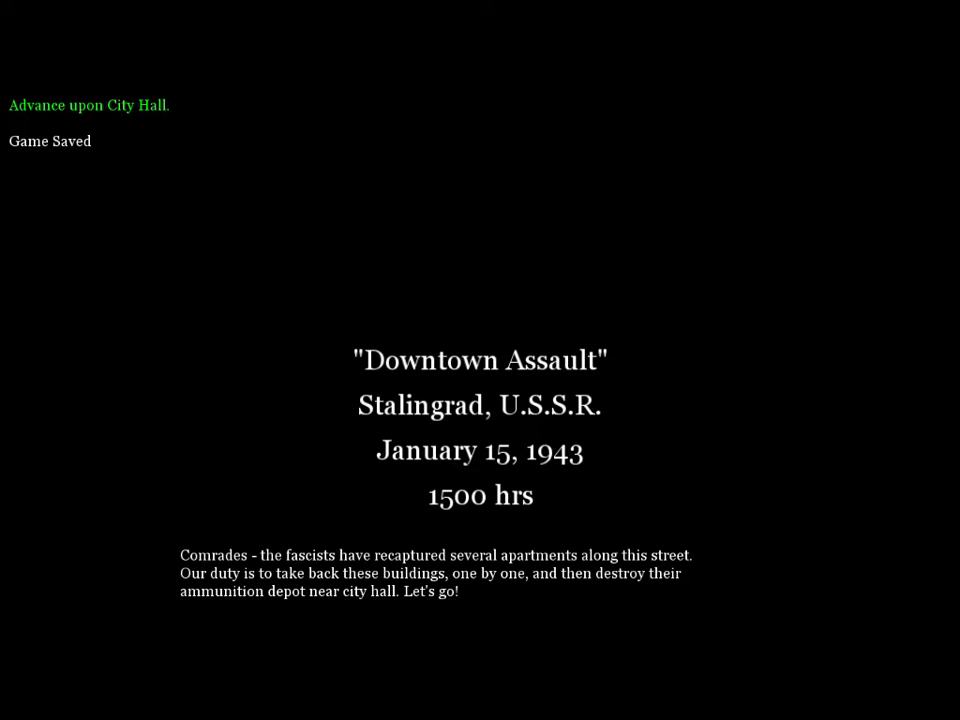 Advance upon City Hall.
Game Saved
"Downtown Assault"
Stalingrad, U.S.S.R.
January 15, 1943
1500 hrs
Comrades - the fascists have recaptured several apartments along this street.
Our duty is to take back these buildings, one by one, and then destroy their
ammunition depot near city hall. Let's go!